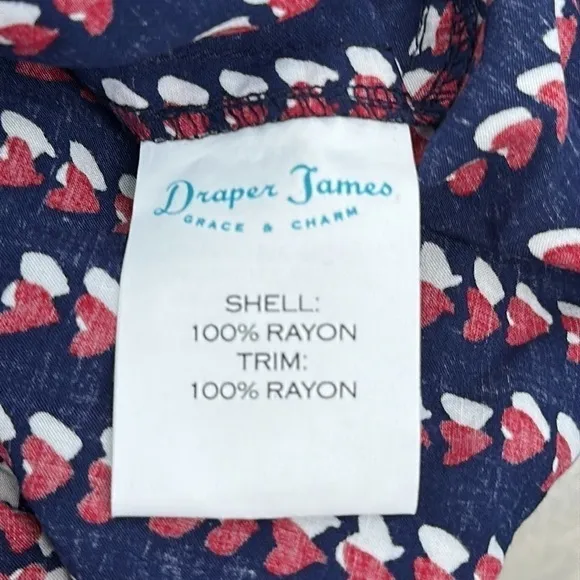 Draper James
GRACE & CHARM
SHELL:
100% RAYON
TRIM:
100% RAYON